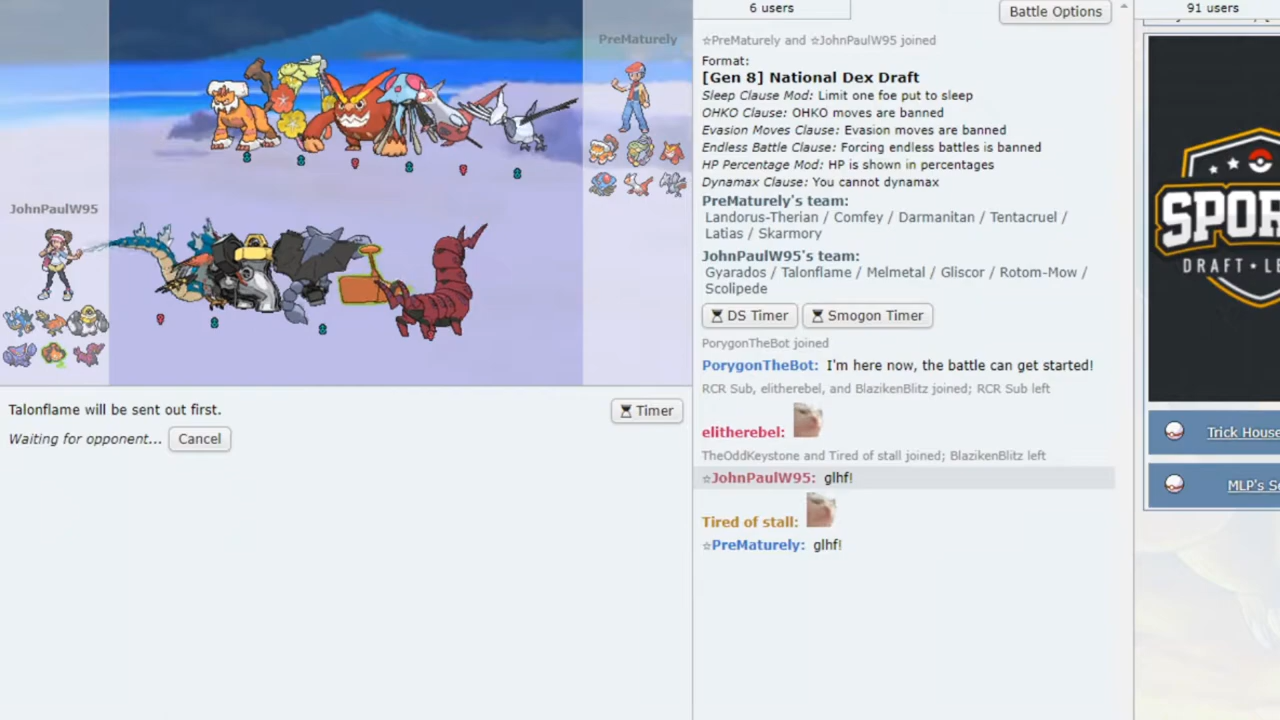 PreMaturely
JohnPaulW95
Talonflame will be sent out first.
Timer
Waiting for opponent... Cancel
6 users
Battle Options
☆PreMaturely and ☆JohnPaulW95 joined
Format:
[Gen 8] National Dex Draft
Sleep Clause Mod: Limit one foe put to sleep
OHKO Clause: OHKO moves are banned
Evasion Moves Clause: Evasion moves are banned
Endless Battle Clause: Forcing endless battles is banned
HP Percentage Mod: HP is shown in percentages
Dynamax Clause: You cannot dynamax
PreMaturely's team:
Landorus-Therian / Comfey / Darmanitan / Tentacruel /
Latias / Skarmory
JohnPaulW95's team:
Gyarados / Talonflame / Melmetal / Gliscor / Rotom-Mow /
Scolipede
DS Timer Smogon Timer
PorygonTheBot joined
PorygonTheBot: I'm here now, the battle can get started!
RCR Sub, elitherebel, and BlazikenBlitz joined; RCR Sub left
elitherebel:
TheOddKeystone and Tired of stall joined; BlazikenBlitz left
☆JohnPaulW95: glhf!
Tired of stall:
☆PreMaturely: glhf!
91 users
SPOR
DRAFT • LE
Trick House
MLP's Se